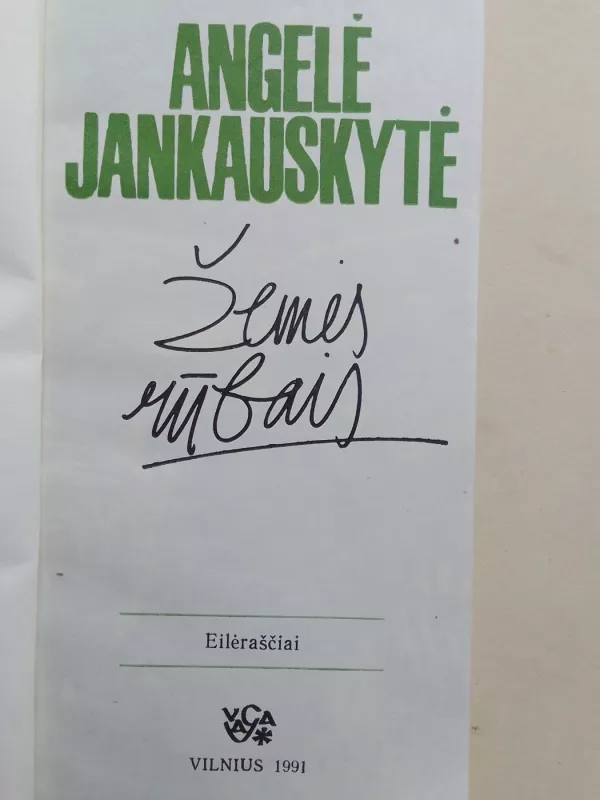 ANGELĖ
JANKAUSKYTĖ
Žemės
rūbais
Eilėraščiai
VAGA
VILNIUS 1991